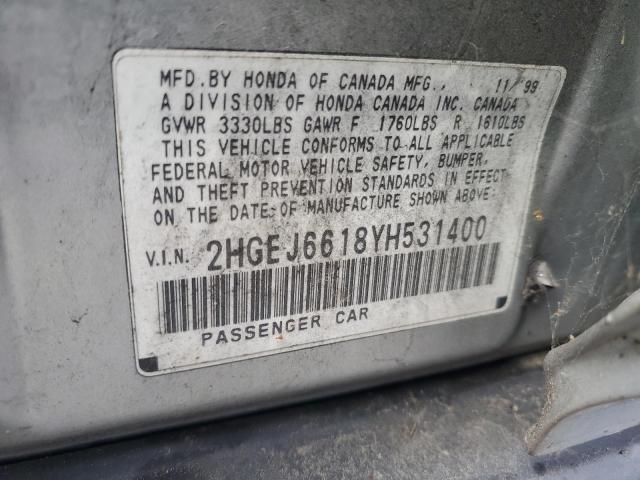 MFD. BY HONDA OF CANADA MFG., 11/99
A DIVISION OF HONDA CANADA INC. CANADA
GVWR 3330LBS GAWR F 1760LBS R 1610LBS
THIS VEHICLE CONFORMS TO ALL APPLICABLE
FEDERAL MOTOR VEHICLE SAFETY, BUMPER,
AND THEFT PREVENTION STANDARDS IN EFFECT
ON THE DATE OF MANUFACTURE SHOWN ABOVE.
V.I.N. 2HGEJ6618YH531400
PASSENGER CAR